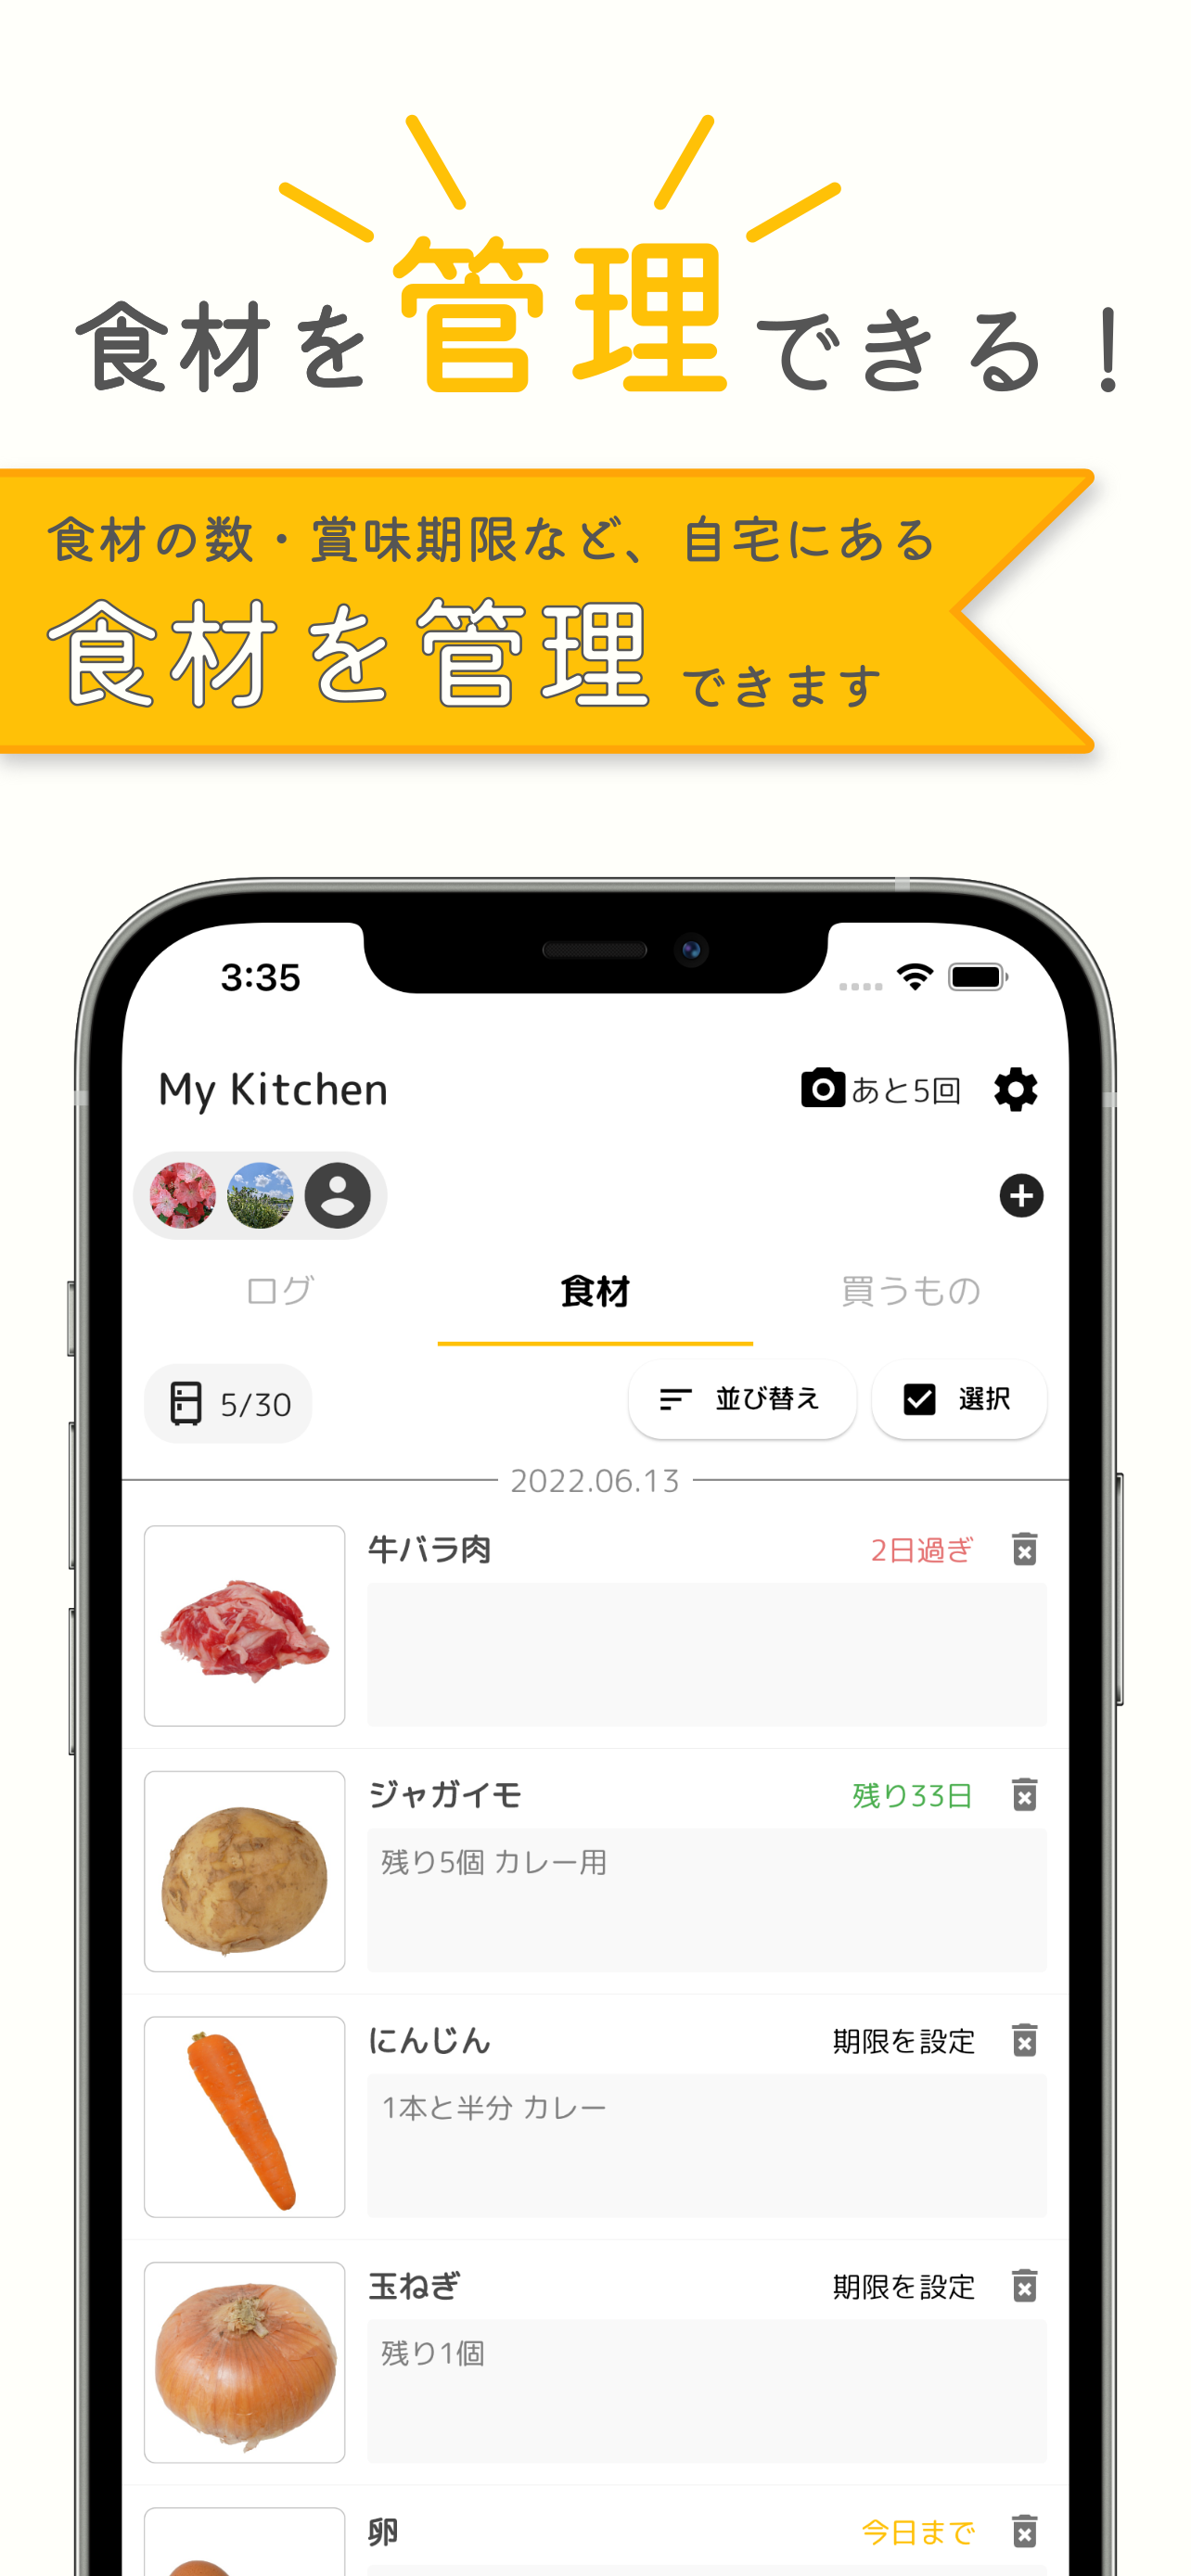 食材を管理できる！
食材の数・賞味期限など、自宅にある
食材を管理できます
3:35
My Kitchen
あと5回
ログ
食材
買うもの
5/30
並び替え
選択
2022.06.13
牛バラ肉
2日過ぎ
ジャガイモ
残り33日
残り5個 カレー用
にんじん
期限を設定
1本と半分 カレー
玉ねぎ
期限を設定
残り1個
卵
今日まで